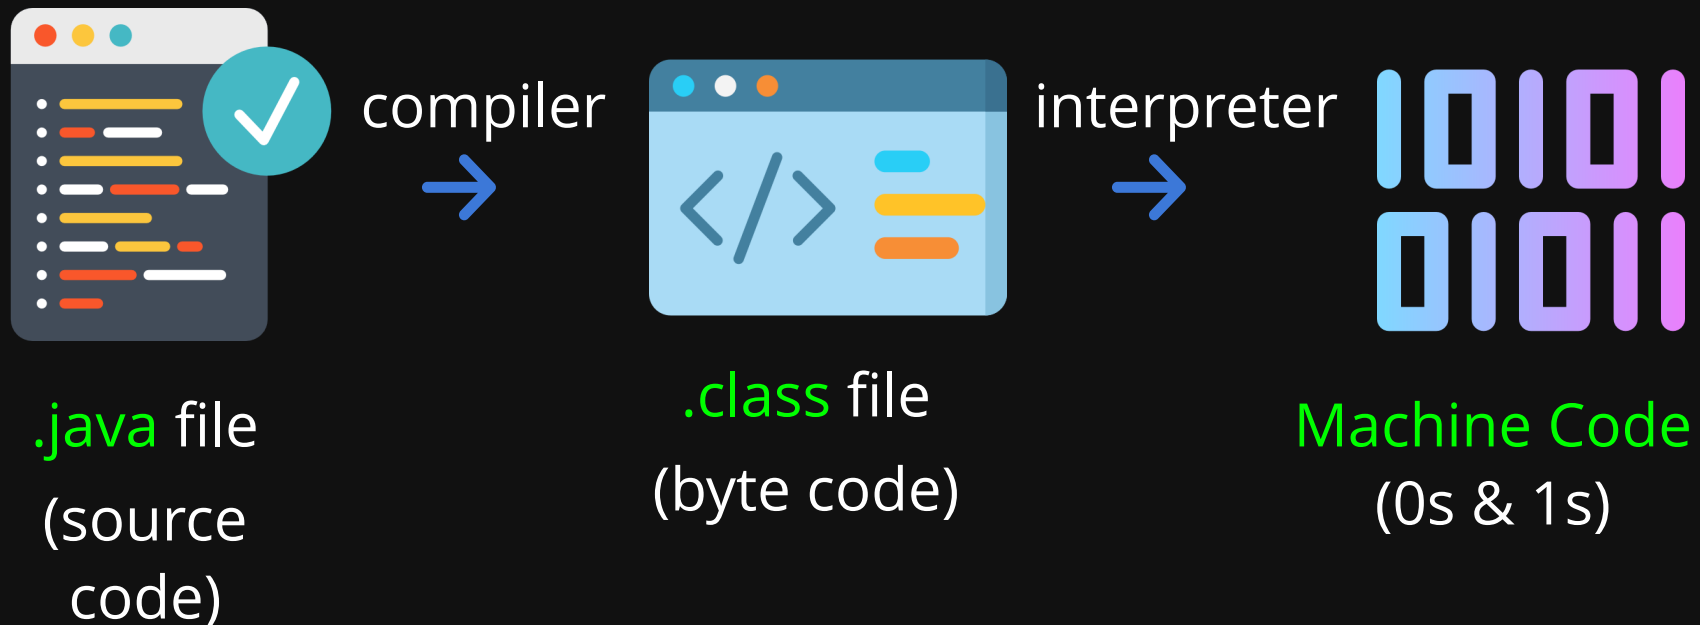 compiler
interpreter
.java file
(source
code)
.class file
(byte code)
Machine Code
(0s & 1s)